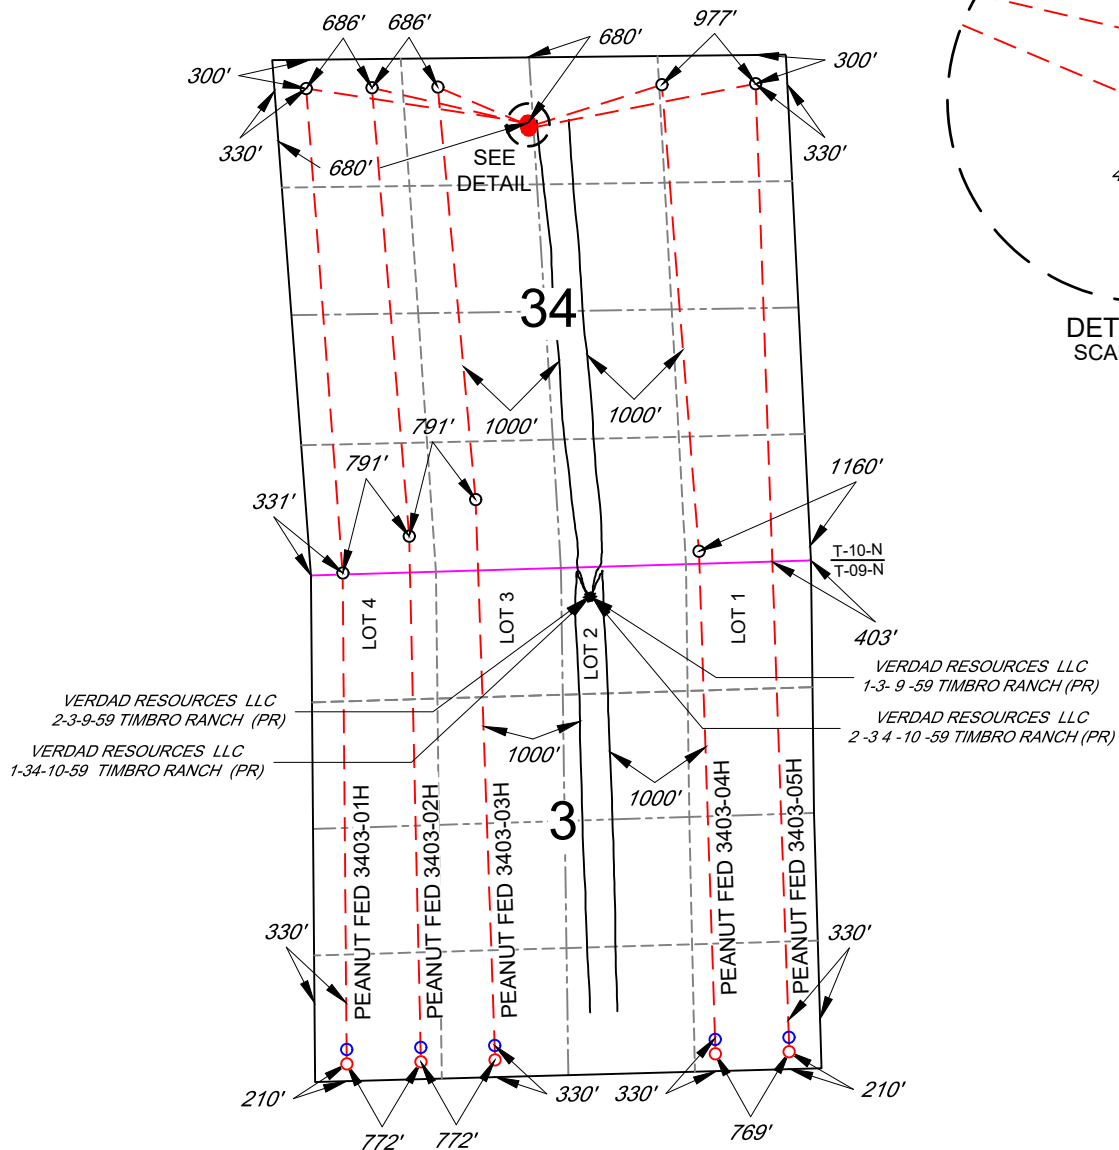 686'
686'
680'
977'
300'
300'
330'
680'
SEE
DETAIL
330'
4
DET
SCA
34
1000'
1000'
791'
791'
331'
1160'
T-10-N
T-09-N
403'
LOT 4
LOT 3
LOT 2
LOT 1
VERDAD RESOURCES LLC
2-3-9-59 TIMBRO RANCH (PR)
VERDAD RESOURCES LLC
1-34-10-59 TIMBRO RANCH (PR)
VERDAD RESOURCES LLC
1-3- 9 -59 TIMBRO RANCH (PR)
VERDAD RESOURCES LLC
2 -3 4 -10 -59 TIMBRO RANCH (PR)
1000'
1000'
3
PEANUT FED 3403-01H
PEANUT FED 3403-02H
PEANUT FED 3403-03H
PEANUT FED 3403-04H
PEANUT FED 3403-05H
330'
330'
210'
772'
772'
330'
330'
769'
210'